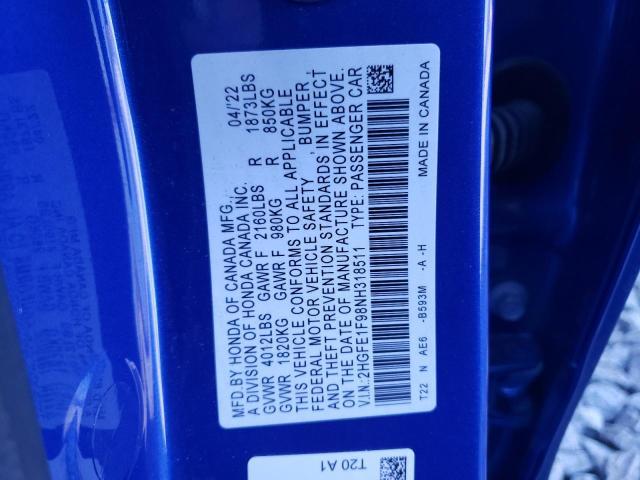 MFD.BY HONDA OF CANADA MFG., 04/'22
A DIVISION OF HONDA CANADA INC.
GVWR 4012LBS GAWR F 2160LBS R 1873LBS
GVWR 1820KG GAWR F 980KG R 850KG
THIS VEHICLE CONFORMS TO ALL APPLICABLE
FEDERAL MOTOR VEHICLE SAFETY , BUMPER ,
THEFT PREVENTION STANDARDS IN EFFECT
ON THE DATE OF MANUFACTURE SHOWN ABOVE.
V.I.N.:2HGFE1F98NH318511 TYPE: PASSENGER CAR
T22 N AE6 -B593M -A -H MADE IN CANADA
T20 A1